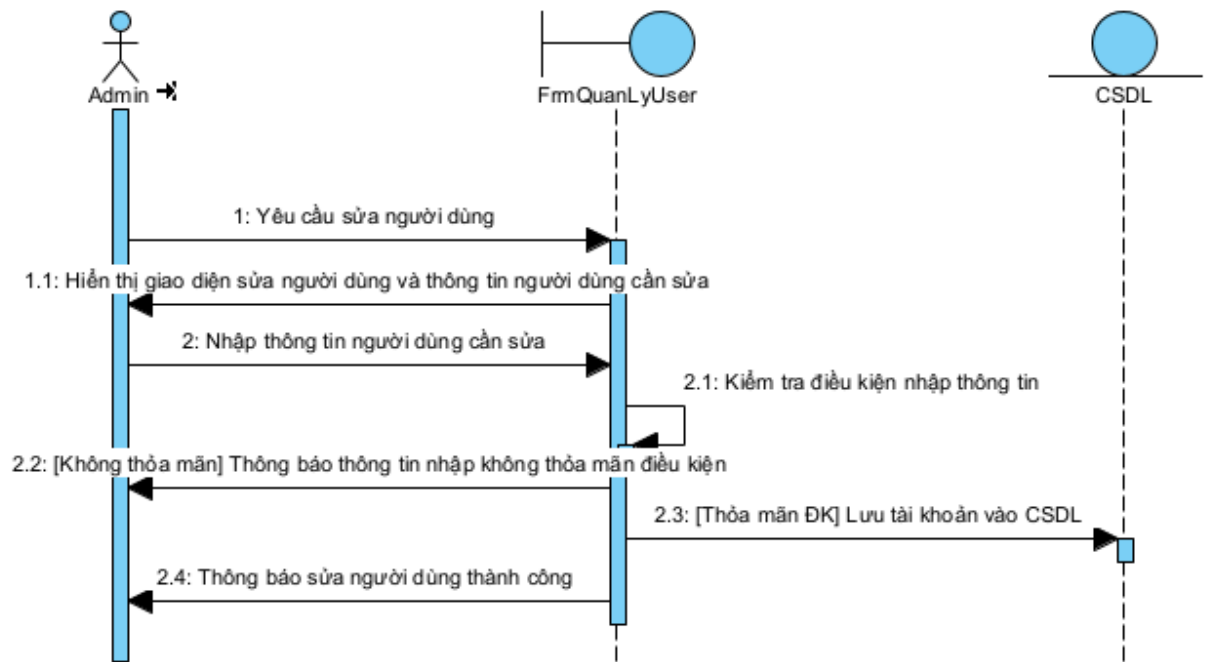 Admin
FrmQuanLyUser
CSDL
1: Yêu cầu sửa người dùng
1.1: Hiển thị giao diện sửa người dùng và thông tin người dùng cần sửa
2: Nhập thông tin người dùng cần sửa
2.1: Kiểm tra điều kiện nhập thông tin
2.2: [Không thỏa mãn] Thông báo thông tin nhập không thỏa mãn điều kiện
2.3: [Thỏa mãn ĐK] Lưu tài khoản vào CSDL
2.4: Thông báo sửa người dùng thành công